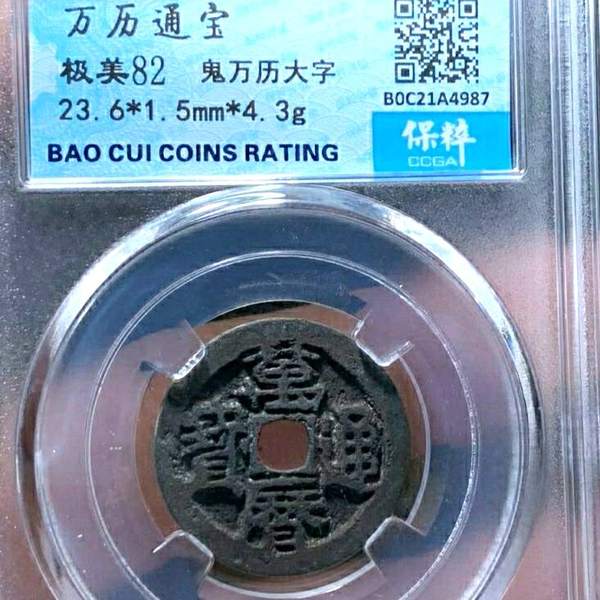 万历通宝
极美82 鬼万历大字
23.6*1.5mm*4.3g
BAO CUI COINS RATING
B0C21A4987
保粹
CCGA
萬曆通寶